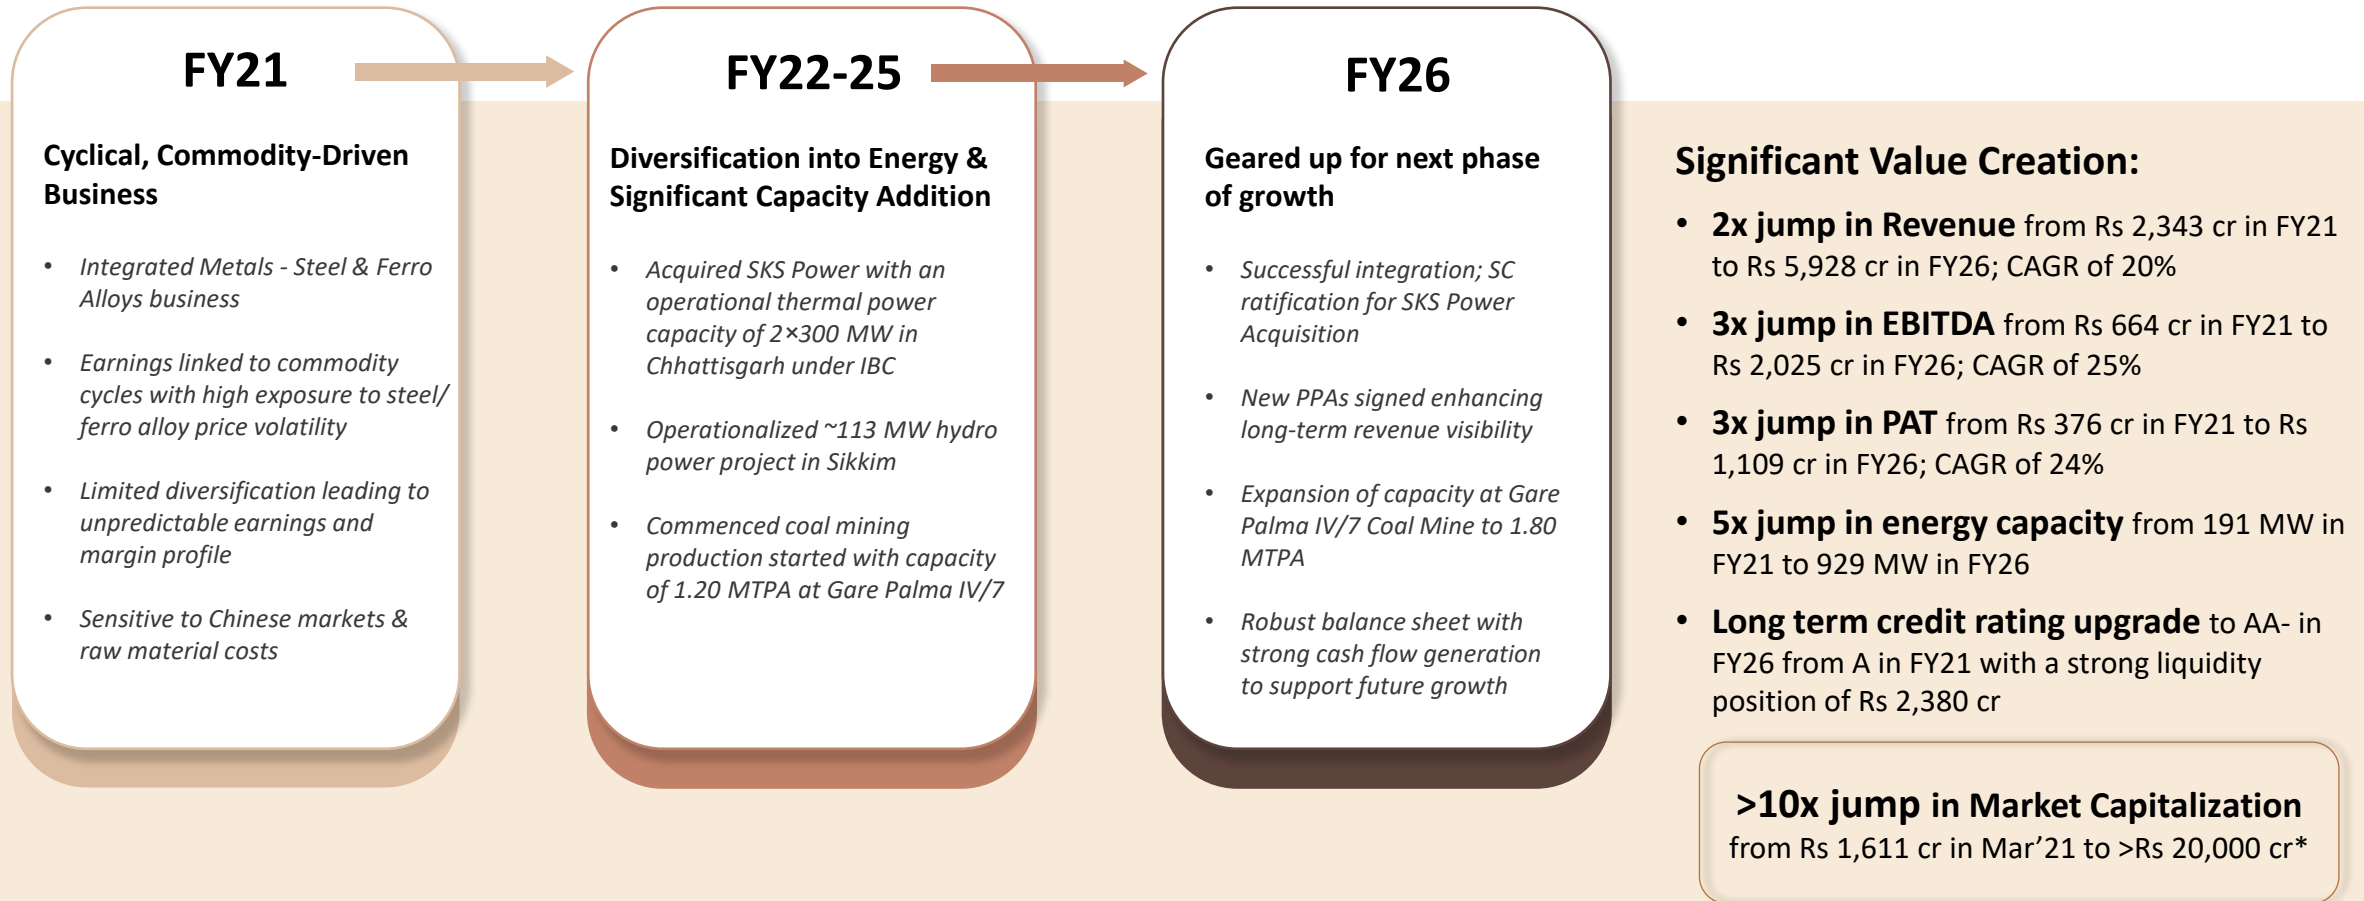 FY21
Cyclical, Commodity-Driven
Business
• Integrated Metals - Steel & Ferro
Alloys business
• Earnings linked to commodity
cycles with high exposure to steel/
ferro alloy price volatility
• Limited diversification leading to
unpredictable earnings and
margin profile
• Sensitive to Chinese markets &
raw material costs
FY22-25
Diversification into Energy &
Significant Capacity Addition
• Acquired SKS Power with an
operational thermal power
capacity of 2×300 MW in
Chhattisgarh under IBC
• Operationalized ~113 MW hydro
power project in Sikkim
• Commenced coal mining
production started with capacity
of 1.20 MTPA at Gare Palma IV/7
FY26
Geared up for next phase
of growth
• Successful integration; SC
ratification for SKS Power
Acquisition
• New PPAs signed enhancing
long-term revenue visibility
• Expansion of capacity at Gare
Palma IV/7 Coal Mine to 1.80
MTPA
• Robust balance sheet with
strong cash flow generation
to support future growth
Significant Value Creation:
• 2x jump in Revenue from Rs 2,343 cr in FY21
to Rs 5,928 cr in FY26; CAGR of 20%
• 3x jump in EBITDA from Rs 664 cr in FY21 to
Rs 2,025 cr in FY26; CAGR of 25%
• 3x jump in PAT from Rs 376 cr in FY21 to Rs
1,109 cr in FY26; CAGR of 24%
• 5x jump in energy capacity from 191 MW in
FY21 to 929 MW in FY26
• Long term credit rating upgrade to AA- in
FY26 from A in FY21 with a strong liquidity
position of Rs 2,380 cr
>10x jump in Market Capitalization
from Rs 1,611 cr in Mar’21 to >Rs 20,000 cr*